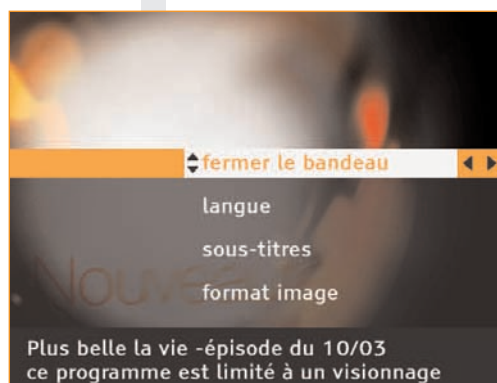 fermer le bandeau
langue
sous-titres
format image
Nouve
Plus belle la vie -épisode du 10/03
ce programme est limité à un visionnage